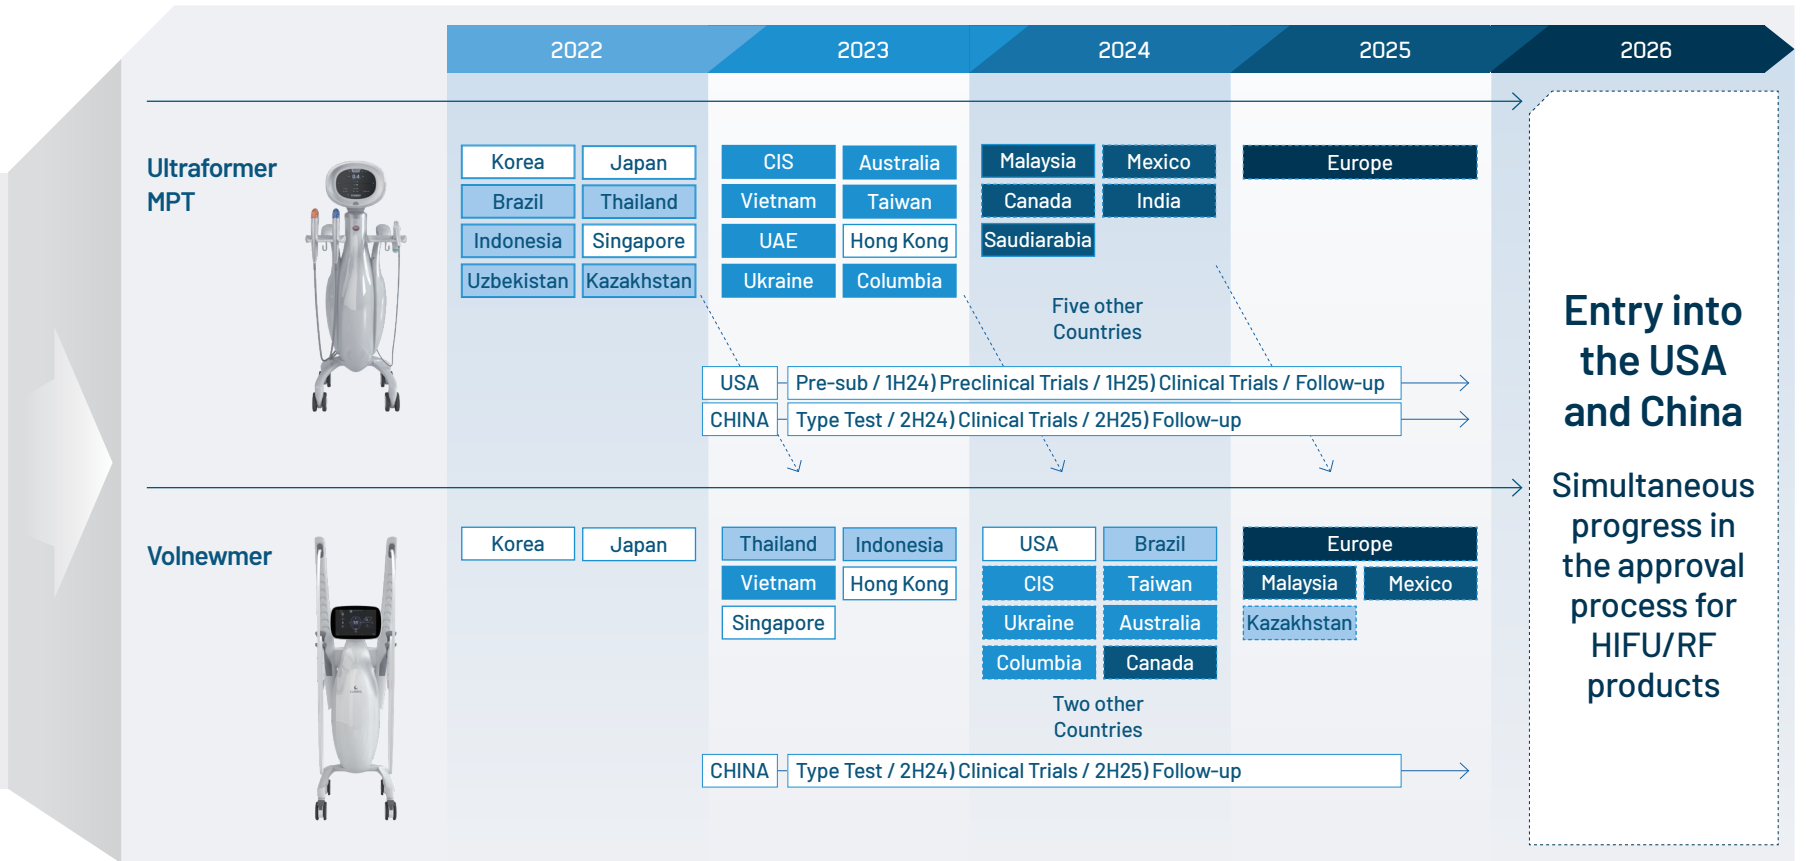 2022
2023
2024
2025
2026
Ultraformer
MPT
Korea
Japan
Brazil
Thailand
Indonesia
Singapore
Uzbekistan
Kazakhstan
CIS
Australia
Vietnam
Taiwan
UAE
Hong Kong
Ukraine
Columbia
Malaysia
Mexico
Canada
India
Saudiarabia
Five other
Countries
Europe
USA
Pre-sub / 1H24) Preclinical Trials / 1H25) Clinical Trials / Follow-up
CHINA
Type Test / 2H24) Clinical Trials / 2H25) Follow-up
Volnewmer
Korea
Japan
Thailand
Indonesia
Vietnam
Hong Kong
Singapore
USA
Brazil
CIS
Taiwan
Ukraine
Australia
Columbia
Canada
Two other
Countries
Europe
Malaysia
Mexico
Kazakhstan
CHINA
Type Test / 2H24) Clinical Trials / 2H25) Follow-up
Entry into
the USA
and China
Simultaneous
progress in
the approval
process for
HIFU/RF
products